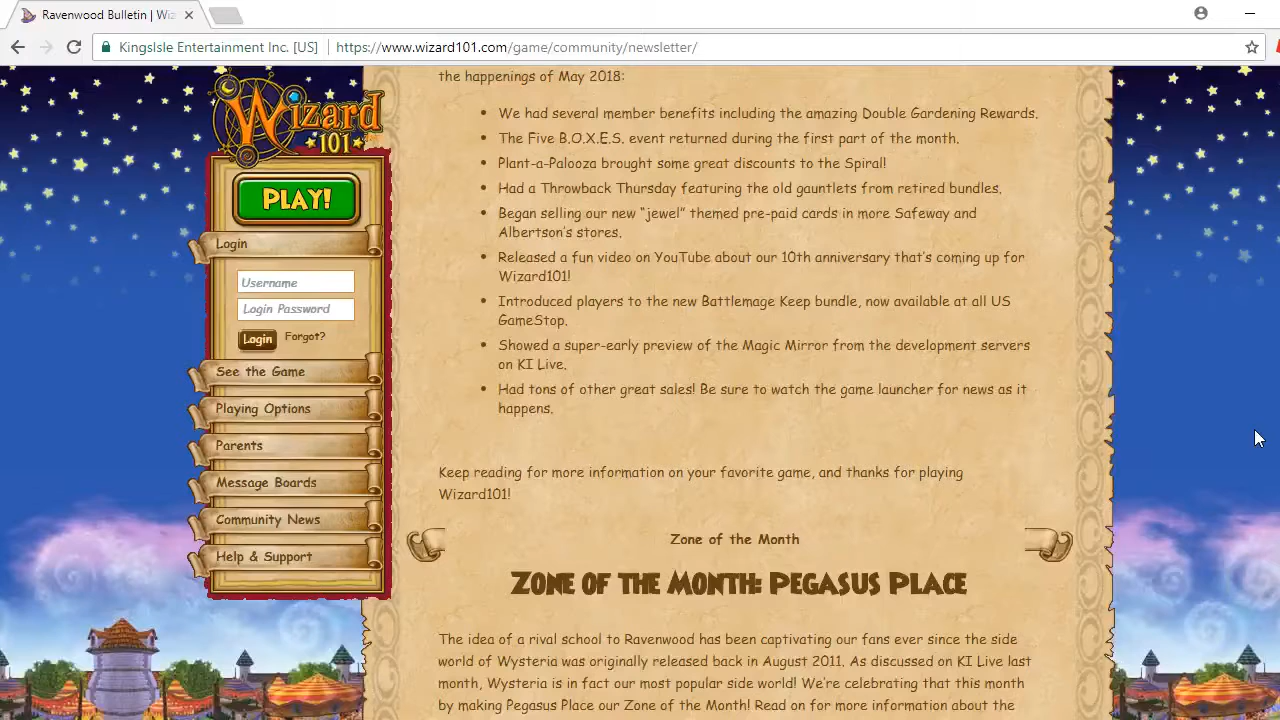 Ravenwood Bulletin | Wiz
KingsIsle Entertainment Inc. [US] | https://www.wizard101.com/game/community/newsletter/
Wizard
101
PLAY!
Login
Username
Login Password
Login Forgot?
See the Game
Playing Options
Parents
Message Boards
Community News
Help & Support
the happenings of May 2018:
• We had several member benefits including the amazing Double Gardening Rewards.
• The Five B.O.X.E.S. event returned during the first part of the month.
• Plant-a-Palooza brought some great discounts to the Spiral!
• Had a Throwback Thursday featuring the old gauntlets from retired bundles.
• Began selling our new "jewel" themed pre-paid cards in more Safeway and
Albertson's stores.
• Released a fun video on YouTube about our 10th anniversary that's coming up for
Wizard101!
• Introduced players to the new Battlemage Keep bundle, now available at all US
GameStop.
• Showed a super-early preview of the Magic Mirror from the development servers
on KI Live.
• Had tons of other great sales! Be sure to watch the game launcher for news as it
happens.
Keep reading for more information on your favorite game, and thanks for playing
Wizard101!
Zone of the Month
ZONE OF THE MONTH: PEGASUS PLACE
The idea of a rival school to Ravenwood has been captivating our fans ever since the side
world of Wysteria was originally released back in August 2011. As discussed on KI Live last
month, Wysteria is in fact our most popular side world! We're celebrating that this month
by making Pegasus Place our Zone of the Month! Read on for more information about the